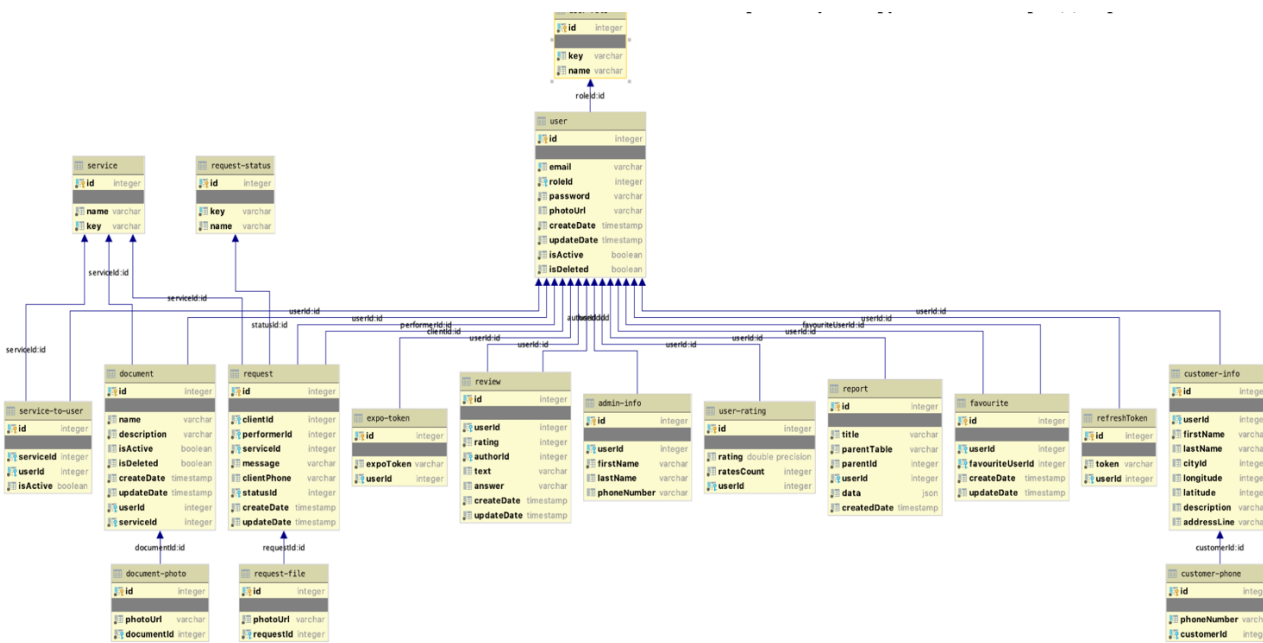 id integer
key varchar
name varchar
roleId:id
user
id integer
email varchar
roleId integer
password varchar
photoUrl varchar
createDate timestamp
updateDate timestamp
isActive boolean
isDeleted boolean
service
id integer
name varchar
key varchar
request-status
id integer
key varchar
name varchar
serviceId:id
serviceId:id
userId:id
userId:id
userId:id
statusId:id
performerId:id
clientId:id
userId:id
userId:id
userId:id
userId:id
favouriteUserId:id
userId:id
userId:id
serviceId:id
service-to-user
id integer
serviceId integer
userId integer
isActive boolean
document
id integer
name varchar
description varchar
isActive boolean
isDeleted boolean
createDate timestamp
updateDate timestamp
userId integer
serviceId integer
request
id integer
clientId integer
performerId integer
serviceId integer
message varchar
clientPhone varchar
statusId integer
createDate timestamp
updateDate timestamp
expo-token
id integer
expoToken varchar
userId integer
review
id integer
userId integer
rating integer
authorId integer
text varchar
answer varchar
createDate timestamp
updateDate timestamp
admin-info
id integer
userId integer
firstName varchar
lastName varchar
phoneNumber varchar
user-rating
id integer
rating double precision
ratesCount integer
userId integer
report
id integer
title varchar
parentTable varchar
parentId integer
userId integer
data json
createdDate timestamp
favourite
id integer
userId integer
favouriteUserId integer
createDate timestamp
updateDate timestamp
refreshToken
id integer
token varchar
userId integer
customer-info
id integer
userId integer
firstName varcha
lastName varcha
cityId integer
longitude integer
latitude integer
description varcha
addressLine varcha
documentId:id
requestId:id
customerId:id
document-photo
id integer
photoUrl varchar
documentId integer
request-file
id integer
photoUrl varchar
requestId integer
customer-phone
id integ
phoneNumber varch
customerId integ